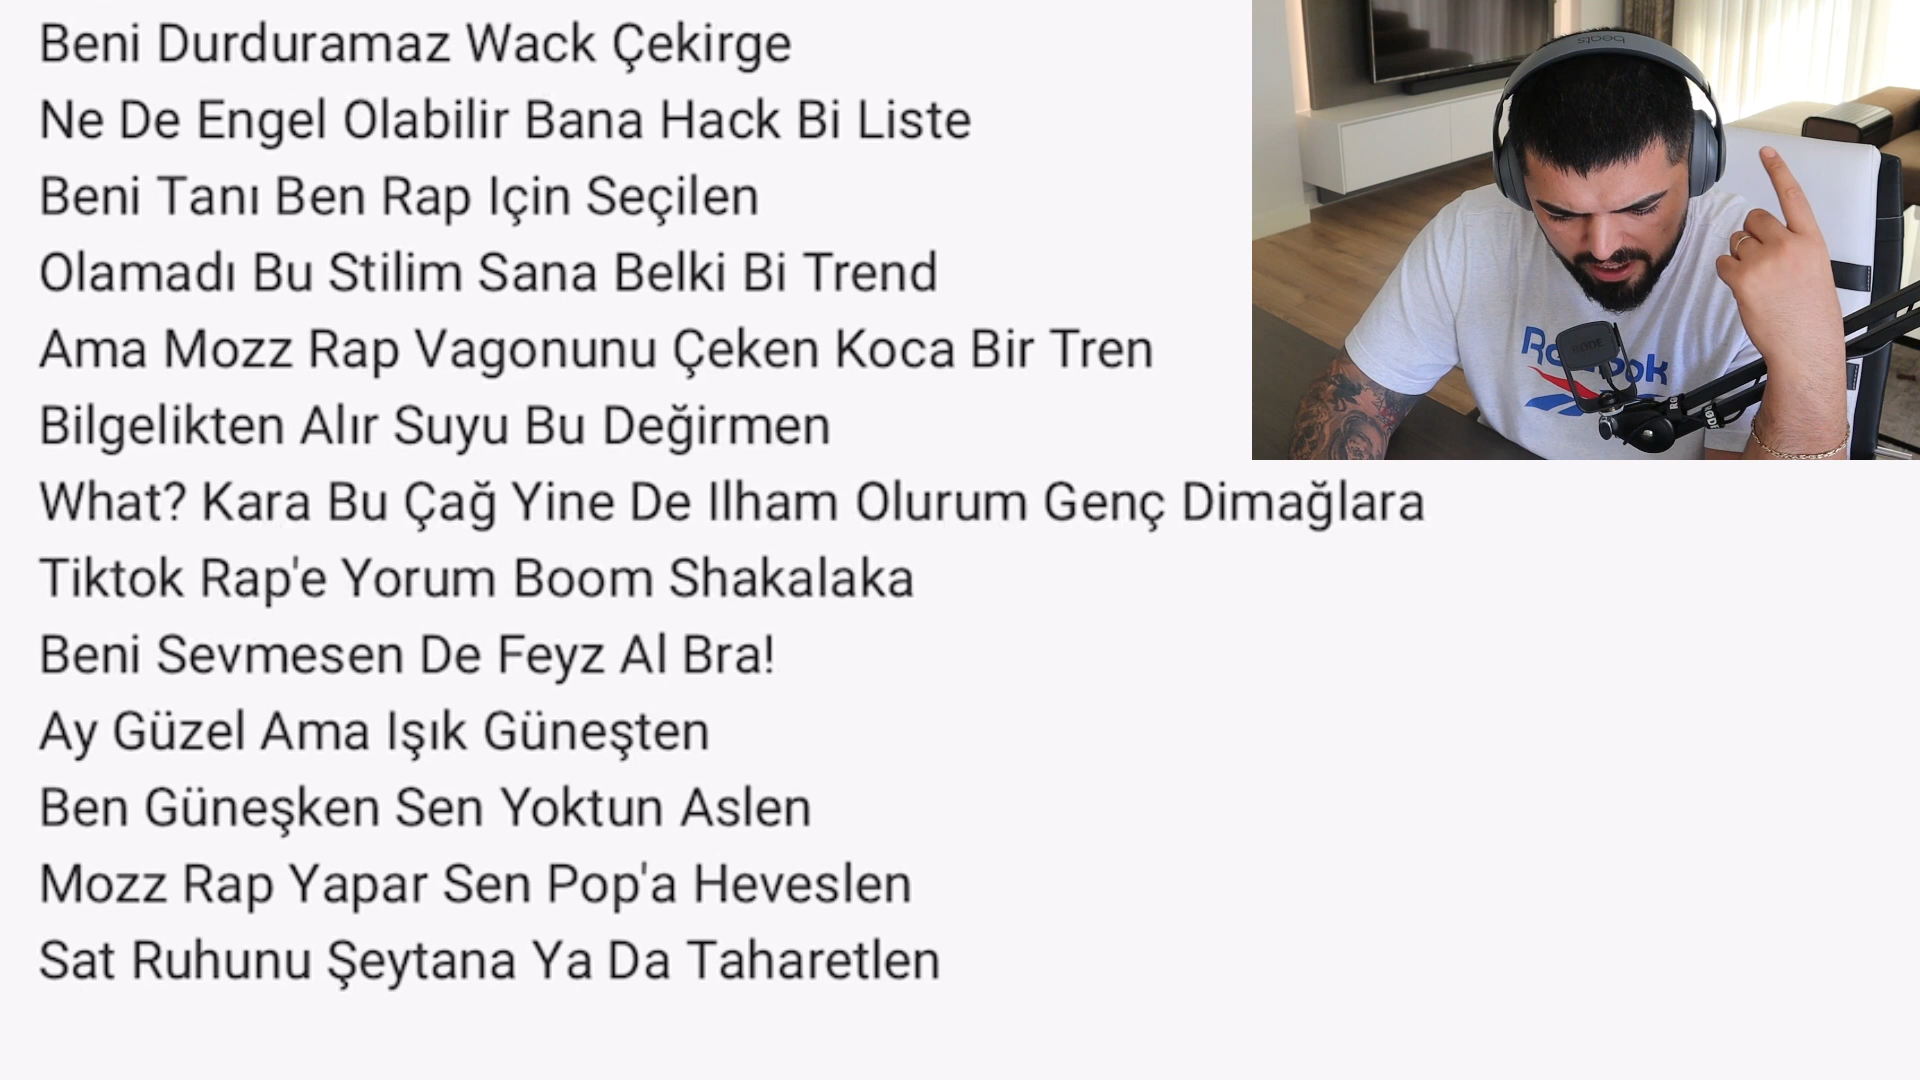 Beni Durduramaz Wack Çekirge
Ne De Engel Olabilir Bana Hack Bi Liste
Beni Tanı Ben Rap Için Seçilen
Olamadı Bu Stilim Sana Belki Bi Trend
Ama Mozz Rap Vagonunu Çeken Koca Bir Tren
Bilgelikten Alır Suyu Bu Değirmen
What? Kara Bu Çağ Yine De Ilham Olurum Genç Dimağlara
Tiktok Rap'e Yorum Boom Shakalaka
Beni Sevmesen De Feyz Al Bra!
Ay Güzel Ama Işık Güneşten
Ben Güneşken Sen Yoktun Aslen
Mozz Rap Yapar Sen Pop'a Heveslen
Sat Ruhunu Şeytana Ya Da Taharetlen
beats
RØDE
RØDE